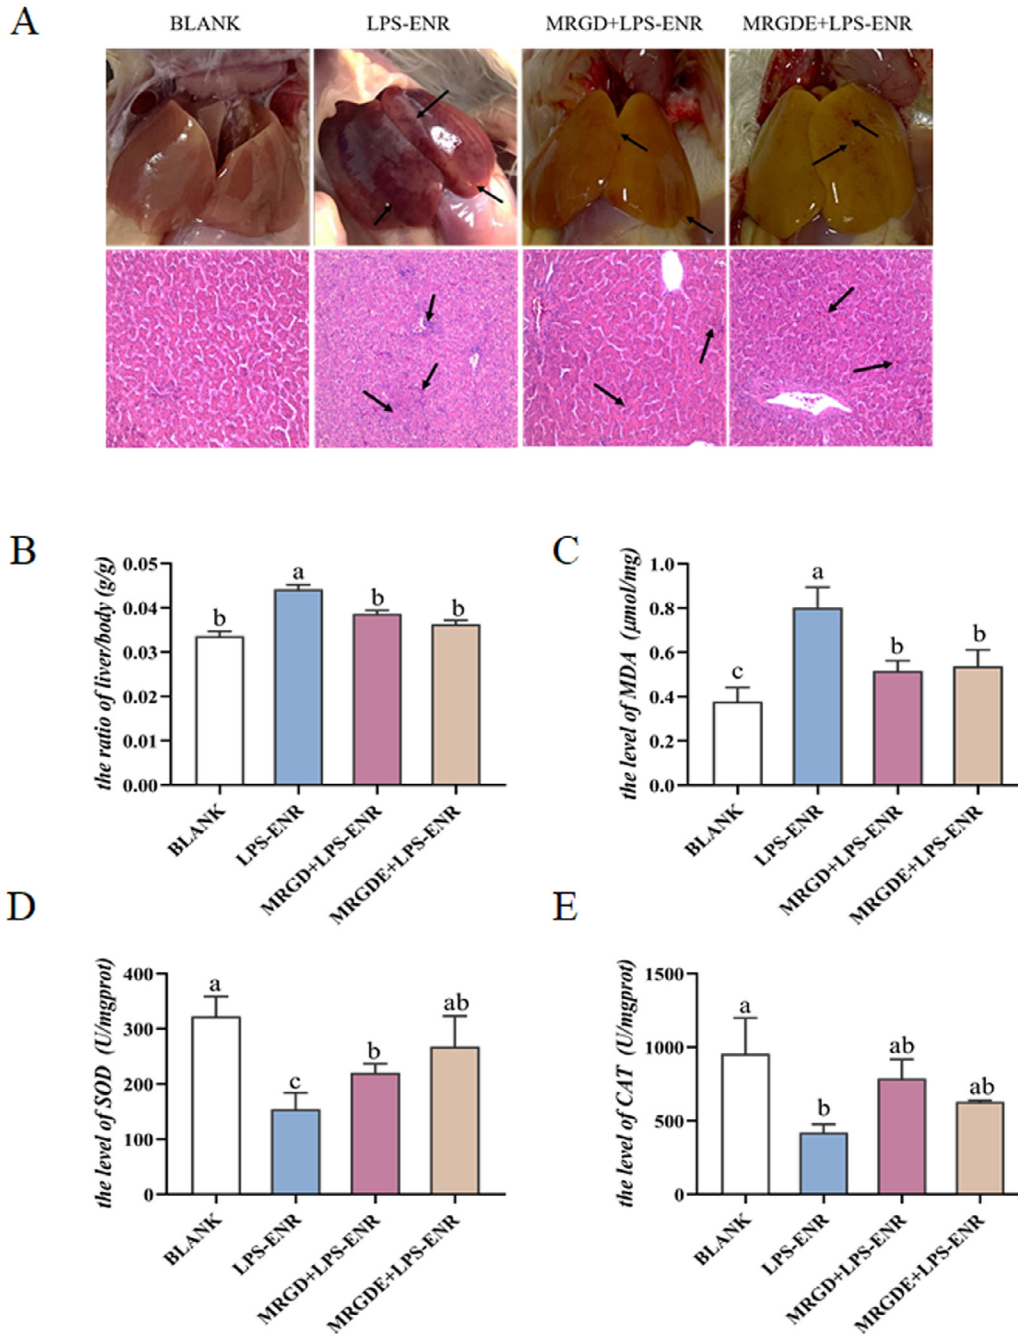 A
BLANK
LPS-ENR
MRGD+LPS-ENR
MRGDE+LPS-ENR
B
the ratio of liver/body (g/g)
0.05
0.04
0.03
0.02
0.01
0.00
b
a
b
b
BLANK
LPS-ENR
MRGD+LPS-ENR
MRGDE+LPS-ENR
C
the level of MDA (μmol/mg)
1.0
0.8
0.6
0.4
0.2
0.0
c
a
b
b
BLANK
LPS-ENR
MRGD+LPS-ENR
MRGDE+LPS-ENR
D
the level of SOD (U/mgprot)
400
300
200
100
0
a
c
b
ab
BLANK
LPS-ENR
MRGD+LPS-ENR
MRGDE+LPS-ENR
E
the level of CAT (U/mgprot)
1500
1000
500
0
a
b
ab
ab
BLANK
LPS-ENR
MRGD+LPS-ENR
MRGDE+LPS-ENR